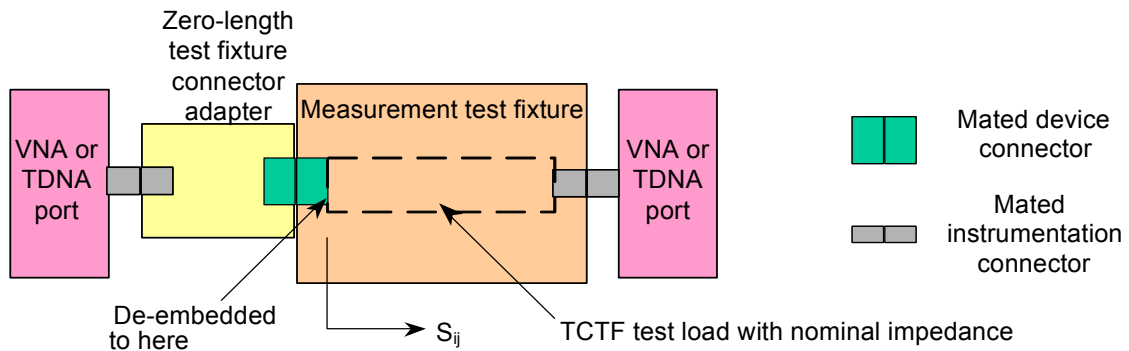 Zero-length
test fixture
connector
adapter
Measurement test fixture
VNA or
TDNA
port
VNA or
TDNA
port
Mated device
connector
Mated
instrumentation
connector
De-embedded
to here
Sij
TCTF test load with nominal impedance